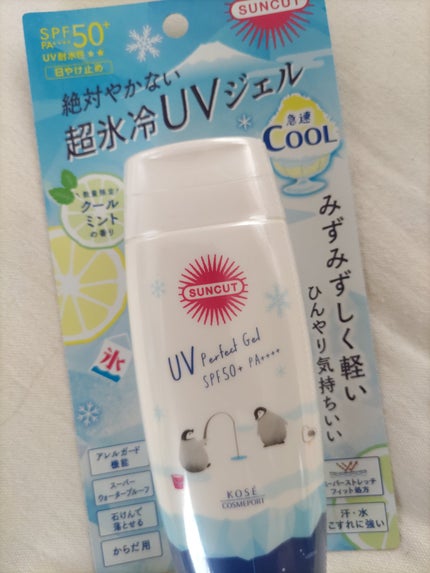 SUNCUT
SPF
50+
PA++++
UV耐水性★★
日やけ止め
絶対やかない
超氷冷UVジェル
急速
COOL
数量限定
クール
ミント
の香り
みずみずしく軽い
ひんやり気持ちいい
SUNCUT
UV Perfect Gel
SPF50+ PA++++
氷
アレルガード
機能
スーパー
ウォータープルーフ
石けんで
落とせる
からだ用
KOSÉ
COSMEPORT
スーパーストレッチ
フィット処方
汗・水
こすれに強い